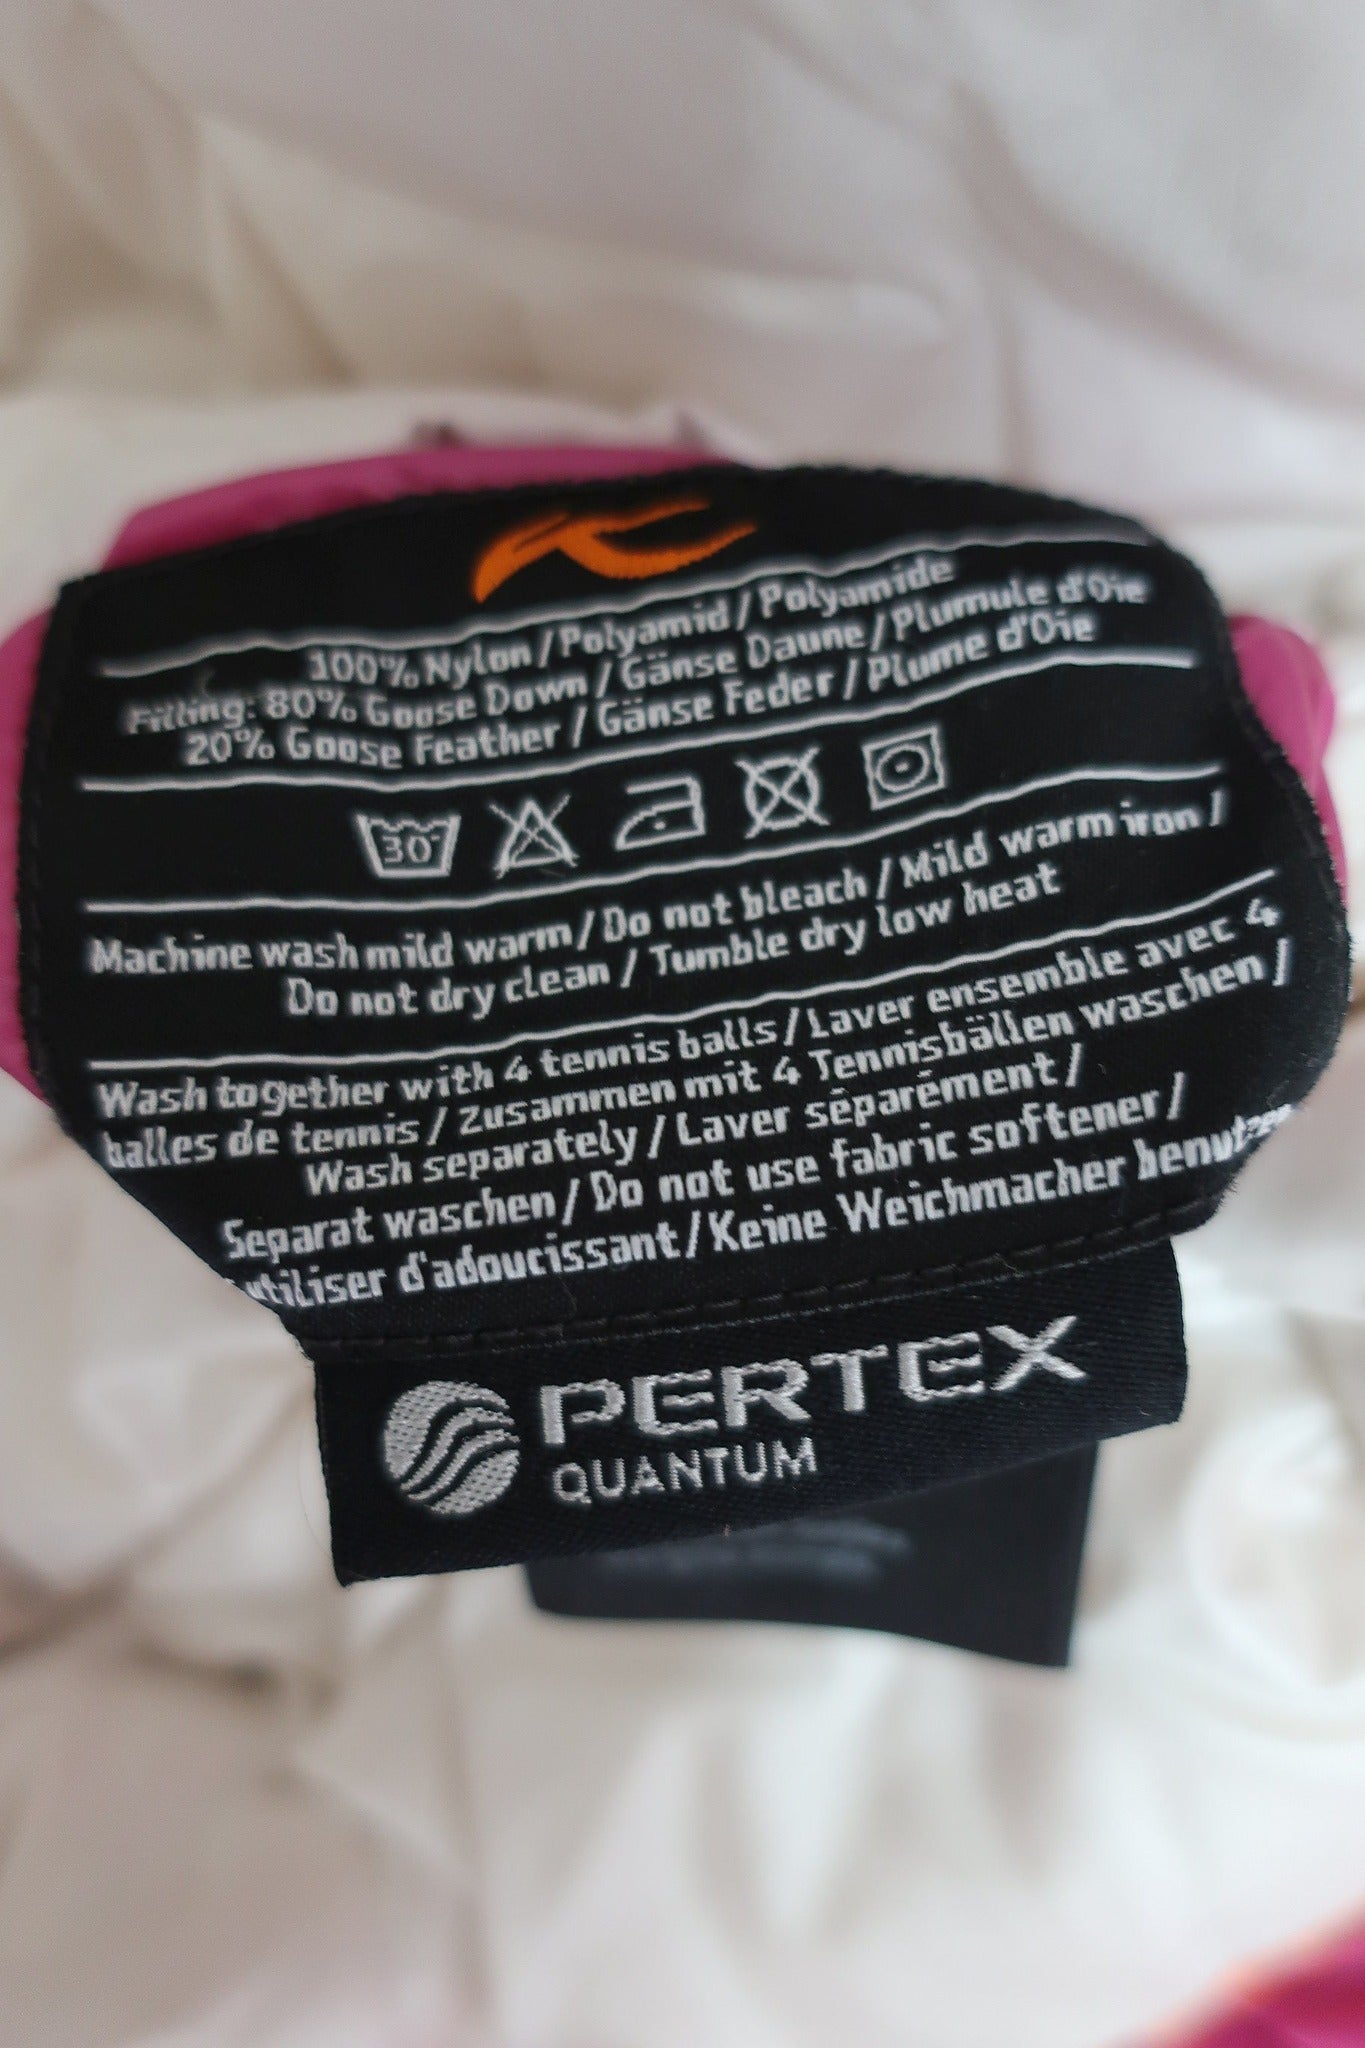 100% Nylon / Polyamid / Polyamide
Filling: 80% Goose Down / Gänse Daune / Plumule d'Oie
20% Goose Feather / Gänse Feder / Plume d'Oie
30°
Machine wash mild warm / Do not bleach / Mild warm iron /
Do not dry clean / Tumble dry low heat
Wash together with 4 tennis balls / Laver ensemble avec 4
balles de tennis / Zusammen mit 4 Tennisbällen waschen /
Wash separately / Laver séparément /
Separat waschen / Do not use fabric softener /
utiliser d'adoucissant / Keine Weichmacher benutzen
PERTEX
QUANTUM